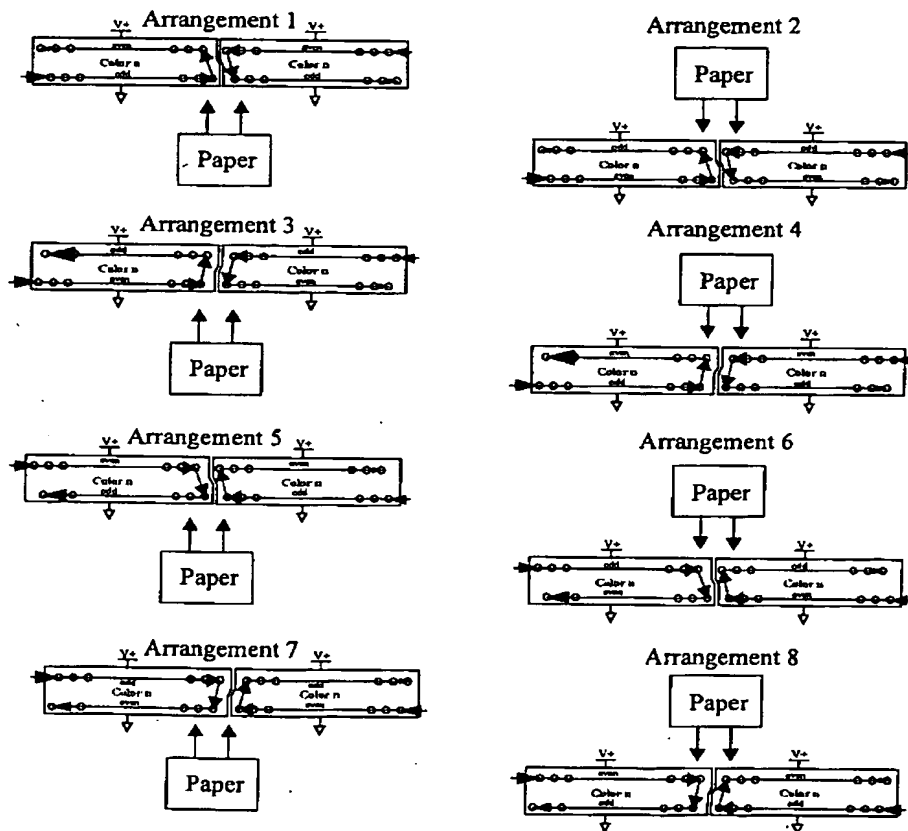 Arrangement 1
V+ V+
even even
Color n Color n
odd odd
Paper
Arrangement 2
Paper
V+ V+
odd odd
Color n Color n
even even
Arrangement 3
V+ V+
odd odd
Color n Color n
even even
Paper
Arrangement 4
Paper
V+ V+
even even
Color n Color n
odd odd
Arrangement 5
V+ V+
even even
Color n Color n
odd odd
Paper
Arrangement 6
Paper
V+ V+
odd odd
Color n Color n
even even
Arrangement 7
V+ V+
odd odd
Color n Color n
even even
Paper
Arrangement 8
Paper
V+ V+
even even
Color n Color n
odd odd